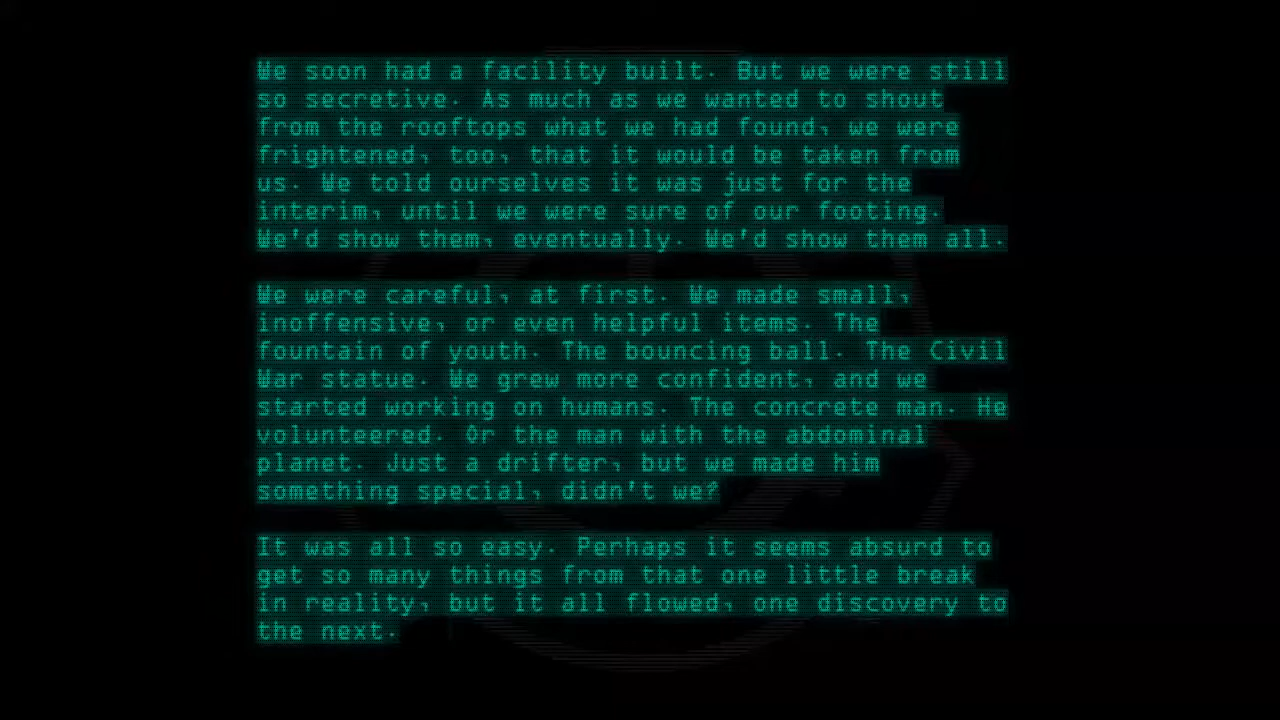 We soon had a facility built. But we were still
so secretive. As much as we wanted to shout
from the rooftops what we had found, we were
frightened, too, that it would be taken from
us. We told ourselves it was just for the
interim, until we were sure of our footing.
We'd show them, eventually. We'd show them all.
We were careful, at first. We made small,
inoffensive, or even helpful items. The
fountain of youth. The bouncing ball. The Civil
War statue. We grew more confident, and we
started working on humans. The concrete man. He
volunteered. Or the man with the abdominal
planet. Just a drifter, but we made him
something special, didn't we?
It was all so easy. Perhaps it seems absurd to
get so many things from that one little break
in reality, but it all flowed, one discovery to
the next.